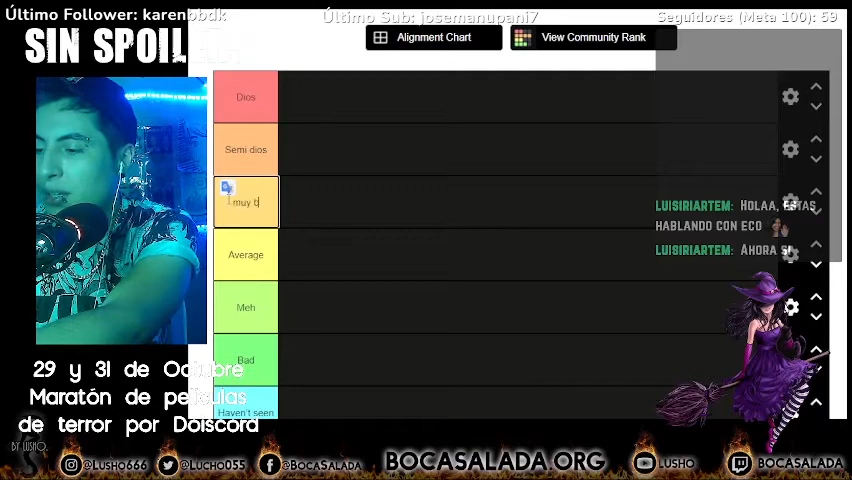 Último Follower: karenbbdk
Último Sub: josemanupani7
Seguidores (Meta 100): 59
SIN SPOIL
Alignment Chart
View Community Rank
Dios
Semi dios
muy b
Average
Meh
Bad
Haven't seen
LUISIRIARTEM: HOLAA, ESTAS
HABLANDO CON ECO
LUISIRIARTEM: AHORA SI
29 y 31 de Octubre
Maratón de películas
de terror por Doiscord
BY LUSHO.
@LUSHO666
@LUCHO055
@BOCASALADA
BOCASALADA.ORG
LUSHO
BOCASALADA